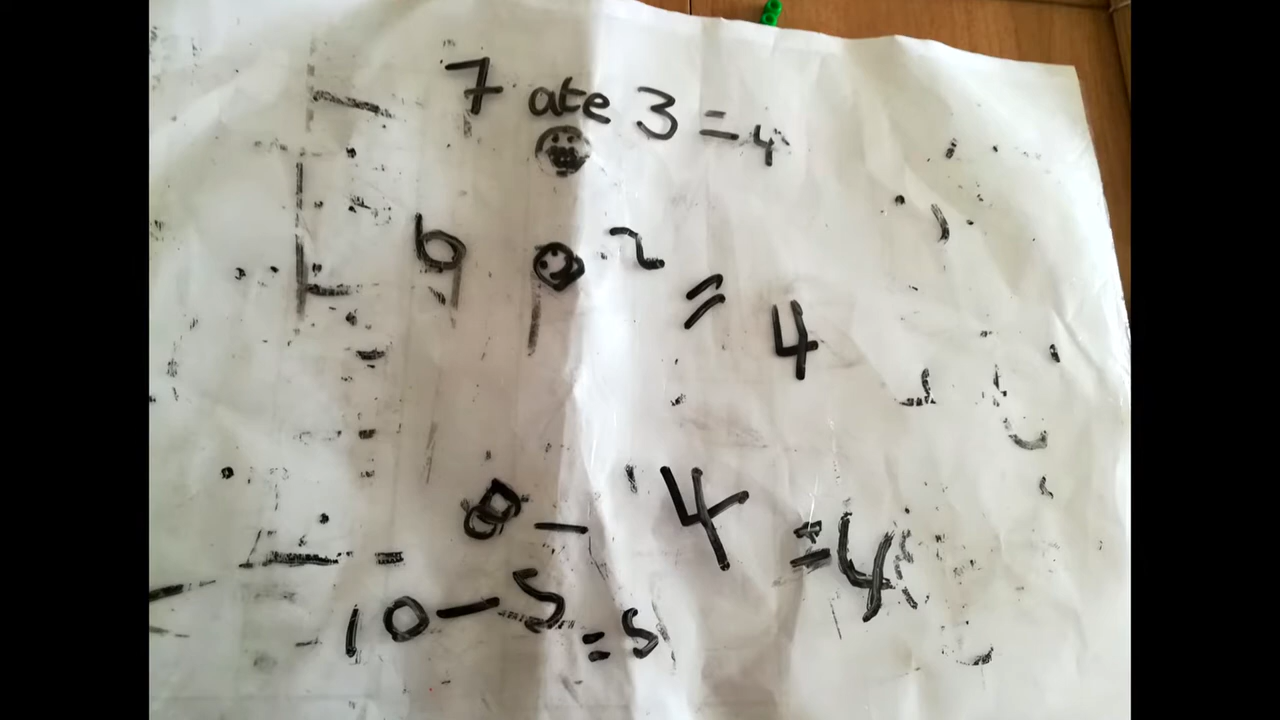 7 ate 3 = 4
6 2 = 4
8 - 4 = 4
10 - 5 = 5